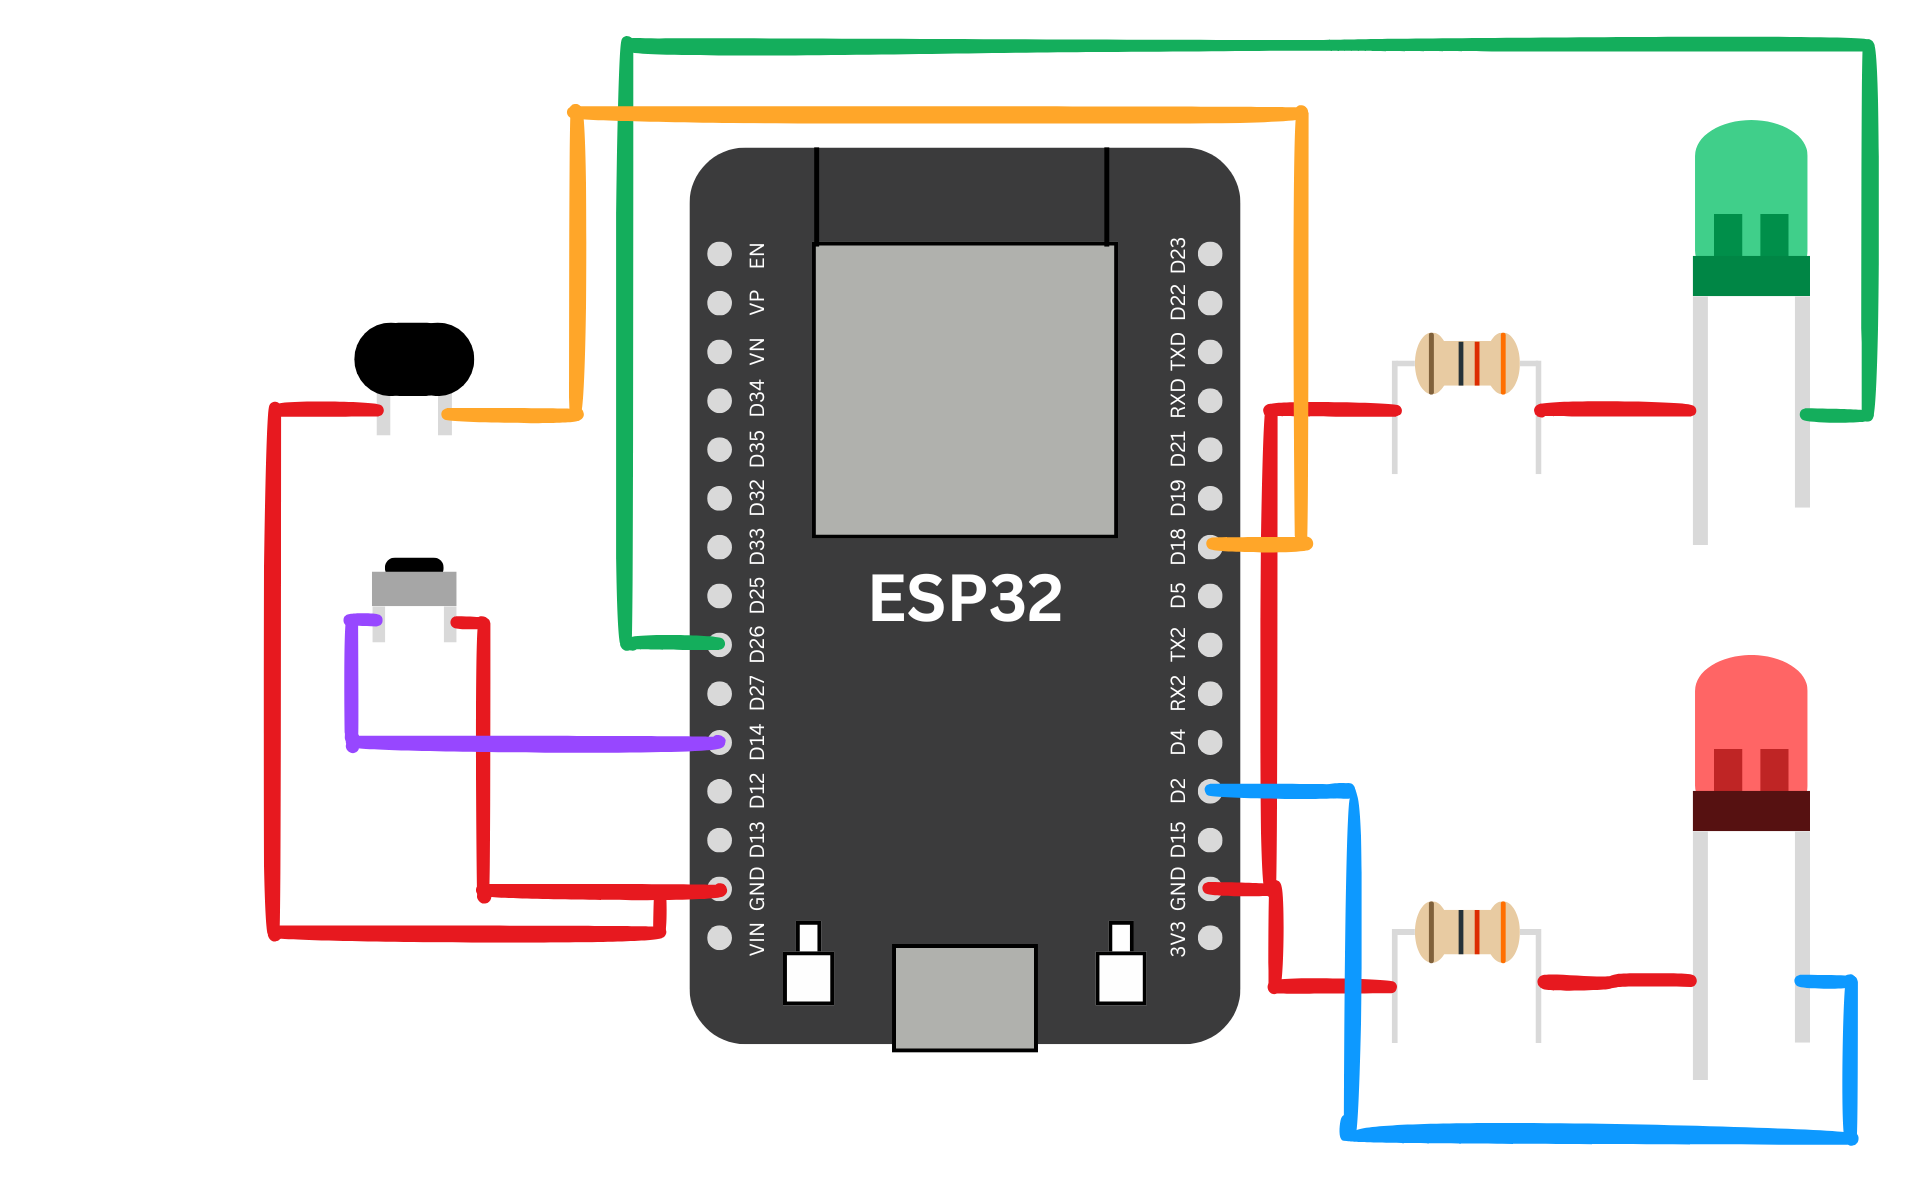 EN
VP
VN
D34
D35
D32
D33
D25
D26
D27
D14
D12
D13
GND
VIN
ESP32
D23
D22
TXD
RXD
D21
D19
D18
D5
TX2
RX2
D4
D2
D15
GND
3V3